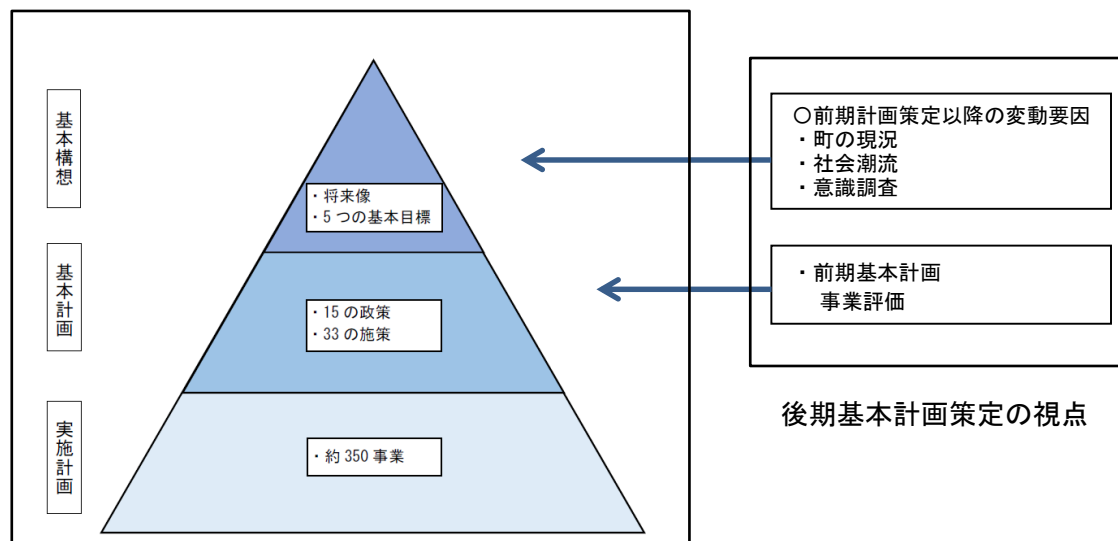 基本構想
・将来像
・5つの基本目標
基本計画
・15の政策
・33の施策
実施計画
・約350事業
〇前期計画策定以降の変動要因
・町の現況
・社会潮流
・意識調査
・前期基本計画
事業評価
後期基本計画策定の視点